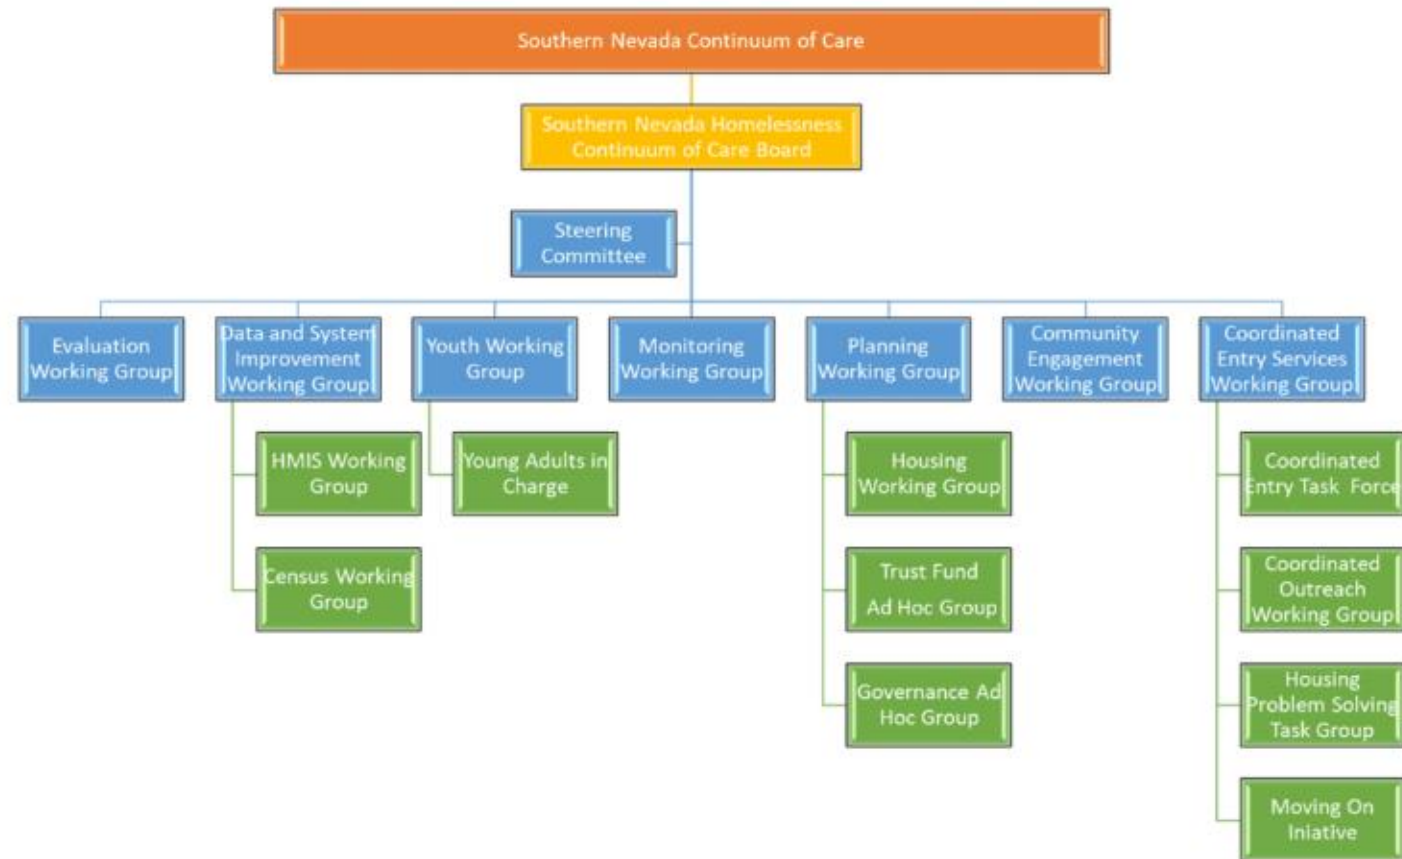 Southern Nevada Continuum of Care
Southern Nevada Homelessness
Continuum of Care Board
Steering
Committee
Evaluation
Working Group
Data and System
Improvement
Working Group
Youth Working
Group
Monitoring
Working Group
Planning
Working Group
Community
Engagement
Working Group
Coordinated
Entry Services
Working Group
HMIS Working
Group
Census Working
Group
Young Adults in
Charge
Housing
Working Group
Trust Fund
Ad Hoc Group
Governance Ad
Hoc Group
Coordinated
Entry Task Force
Coordinated
Outreach
Working Group
Housing
Problem Solving
Task Group
Moving On
Iniative